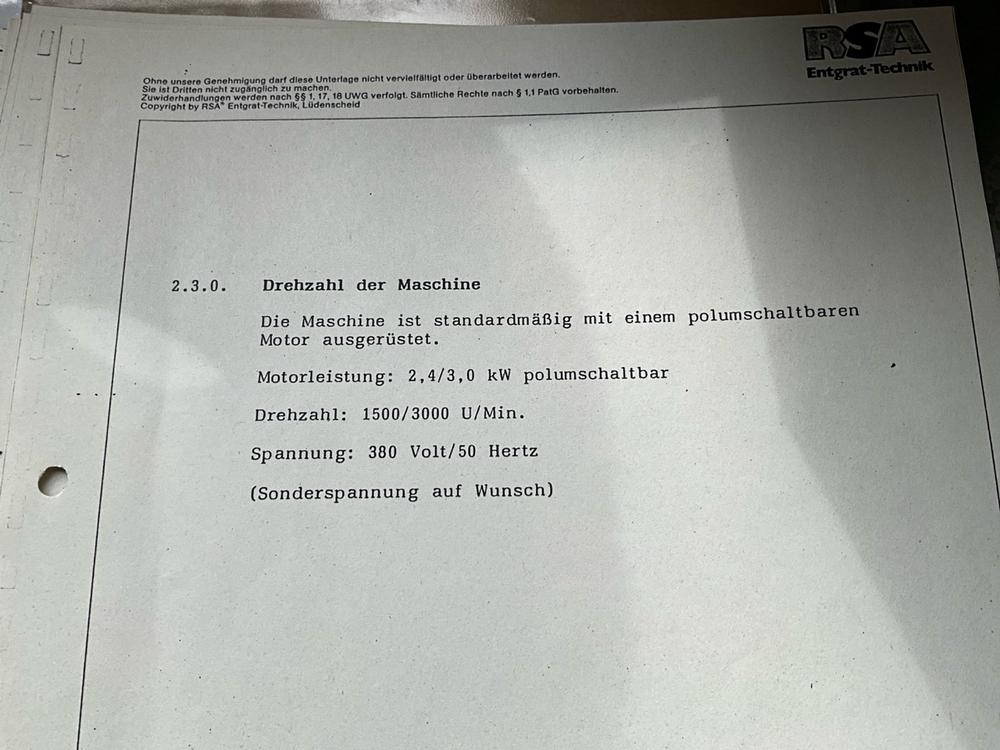 RSA
Entgrat-Technik
Ohne unsere Genehmigung darf diese Unterlage nicht vervielfältigt oder überarbeitet werden.
Sie ist Dritten nicht zugänglich zu machen.
Zuwiderhandlungen werden nach §§ 1, 17, 18 UWG verfolgt. Sämtliche Rechte nach § 1,1 PatG vorbehalten.
Copyright by RSA® Entgrat-Technik, Lüdenscheid
2.3.0. Drehzahl der Maschine
Die Maschine ist standardmäßig mit einem polumschaltbaren
Motor ausgerüstet.
Motorleistung: 2,4/3,0 kW polumschaltbar
Drehzahl: 1500/3000 U/Min.
Spannung: 380 Volt/50 Hertz
(Sonderspannung auf Wunsch)